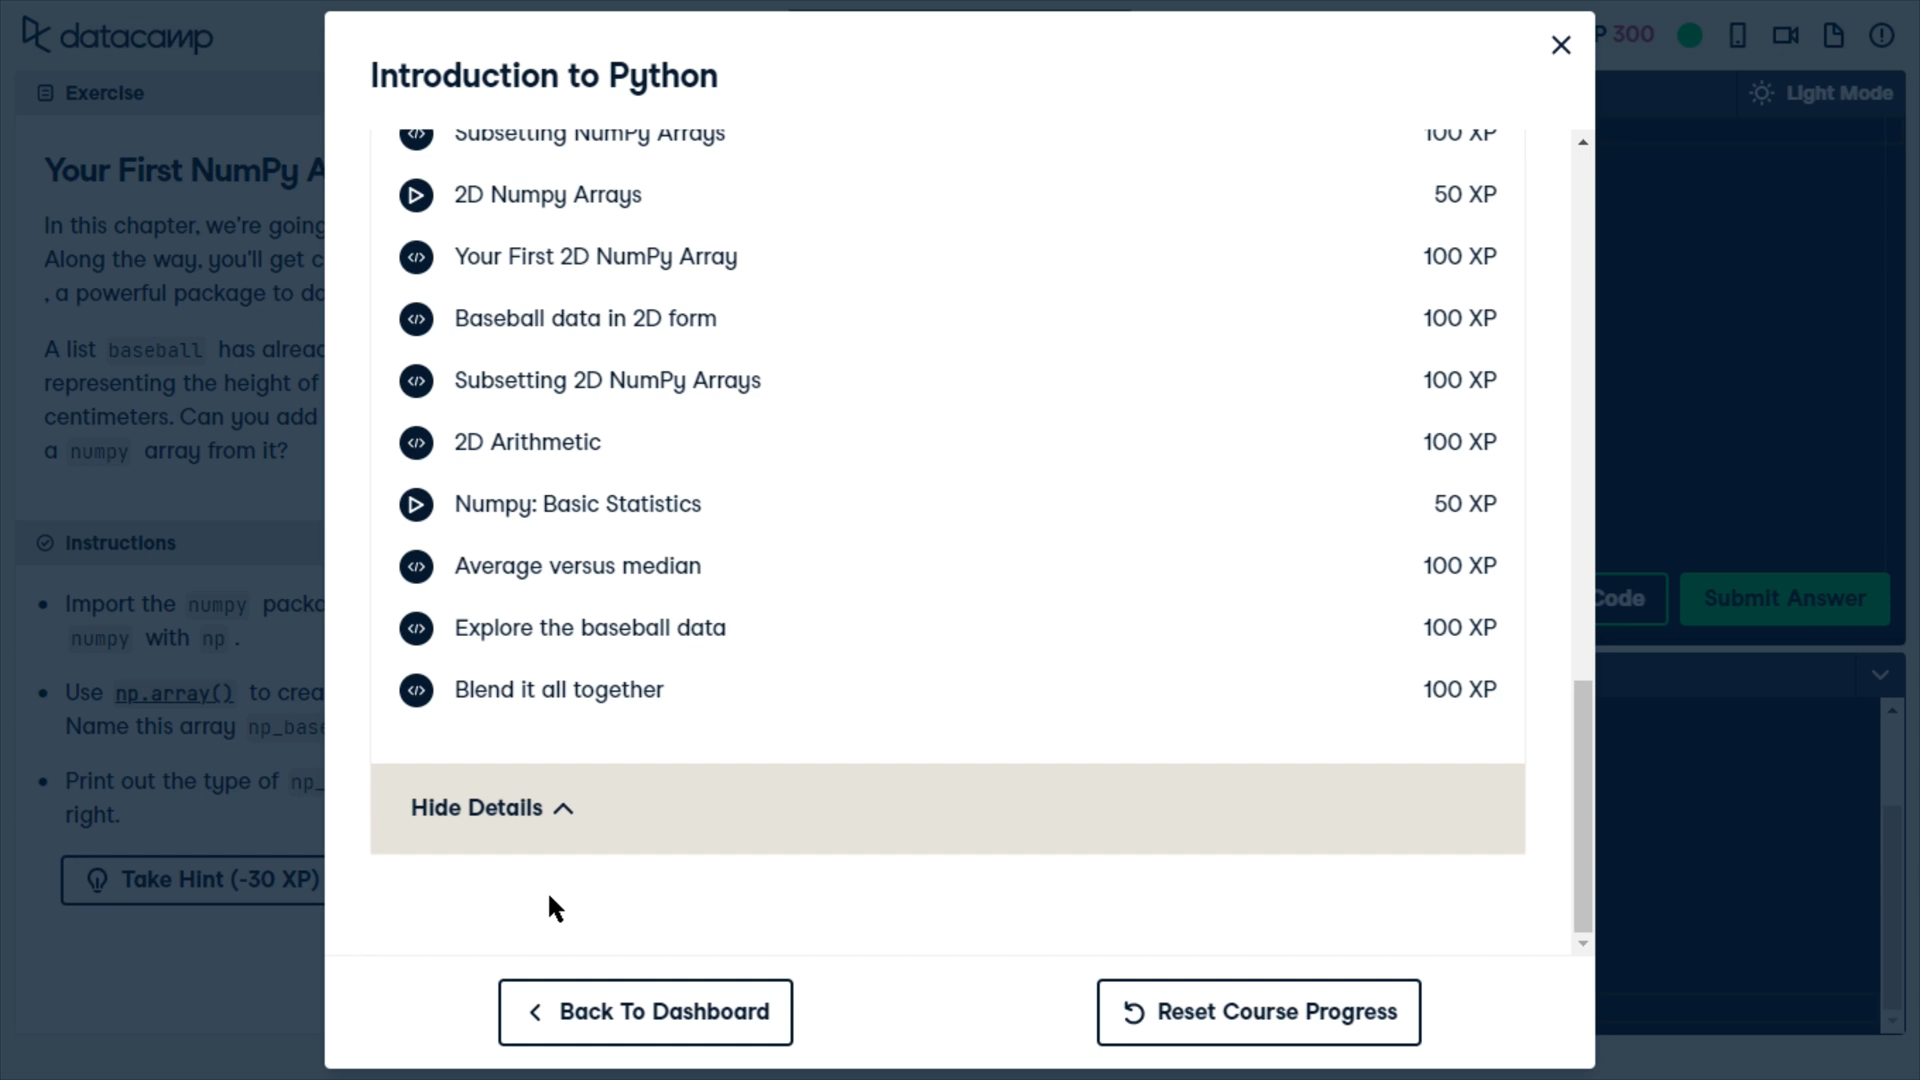 datacamp
P 300
Exercise
Light Mode
Your First NumPy A
In this chapter, we're going
Along the way, you'll get c
, a powerful package to do
A list baseball has alread
representing the height of
centimeters. Can you add
a numpy array from it?
Instructions
Import the numpy packa
numpy with np .
Use np.array() to crea
Name this array np_base
Print out the type of np_
right.
Take Hint (-30 XP)
Introduction to Python
Subsetting NumPy Arrays 100 XP
2D Numpy Arrays 50 XP
Your First 2D NumPy Array 100 XP
Baseball data in 2D form 100 XP
Subsetting 2D NumPy Arrays 100 XP
2D Arithmetic 100 XP
Numpy: Basic Statistics 50 XP
Average versus median 100 XP
Explore the baseball data 100 XP
Blend it all together 100 XP
Hide Details
Back To Dashboard
Reset Course Progress
Code
Submit Answer